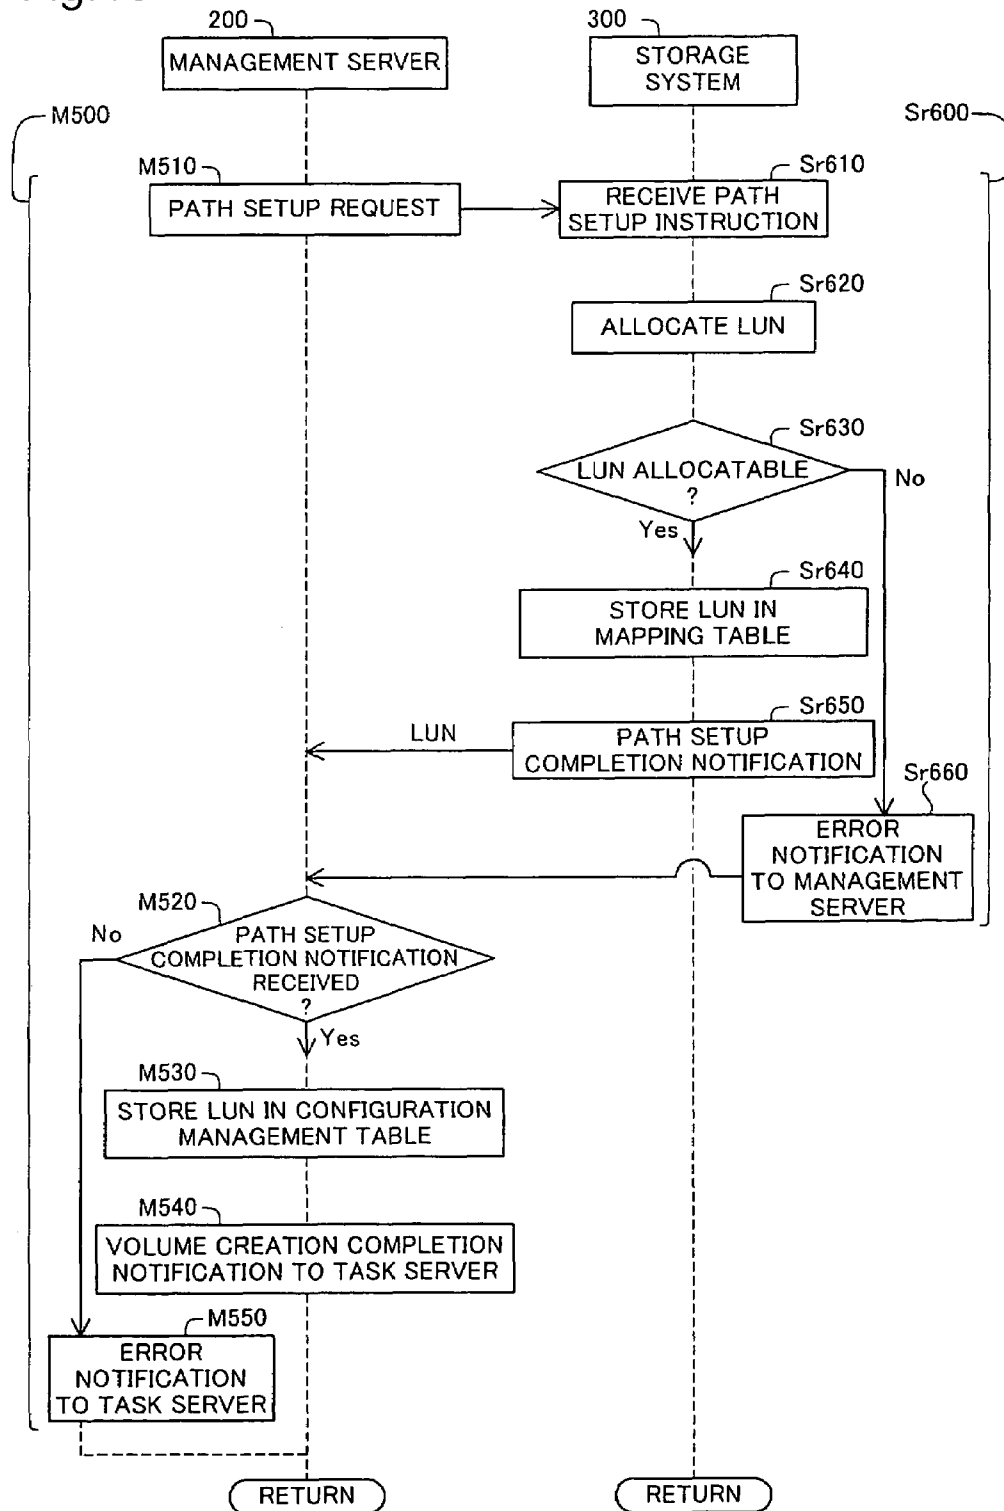 200
300
MANAGEMENT SERVER
STORAGE
SYSTEM
M500
Sr600
M510
Sr610
PATH SETUP REQUEST
RECEIVE PATH
SETUP INSTRUCTION
Sr620
ALLOCATE LUN
Sr630
LUN ALLOCATABLE
?
No
Yes
Sr640
STORE LUN IN
MAPPING TABLE
Sr650
LUN
PATH SETUP
COMPLETION NOTIFICATION
Sr660
ERROR
NOTIFICATION
TO MANAGEMENT
SERVER
M520
No
PATH SETUP
COMPLETION NOTIFICATION
RECEIVED
?
Yes
M530
STORE LUN IN CONFIGURATION
MANAGEMENT TABLE
M540
VOLUME CREATION COMPLETION
NOTIFICATION TO TASK SERVER
M550
ERROR
NOTIFICATION
TO TASK SERVER
RETURN
RETURN